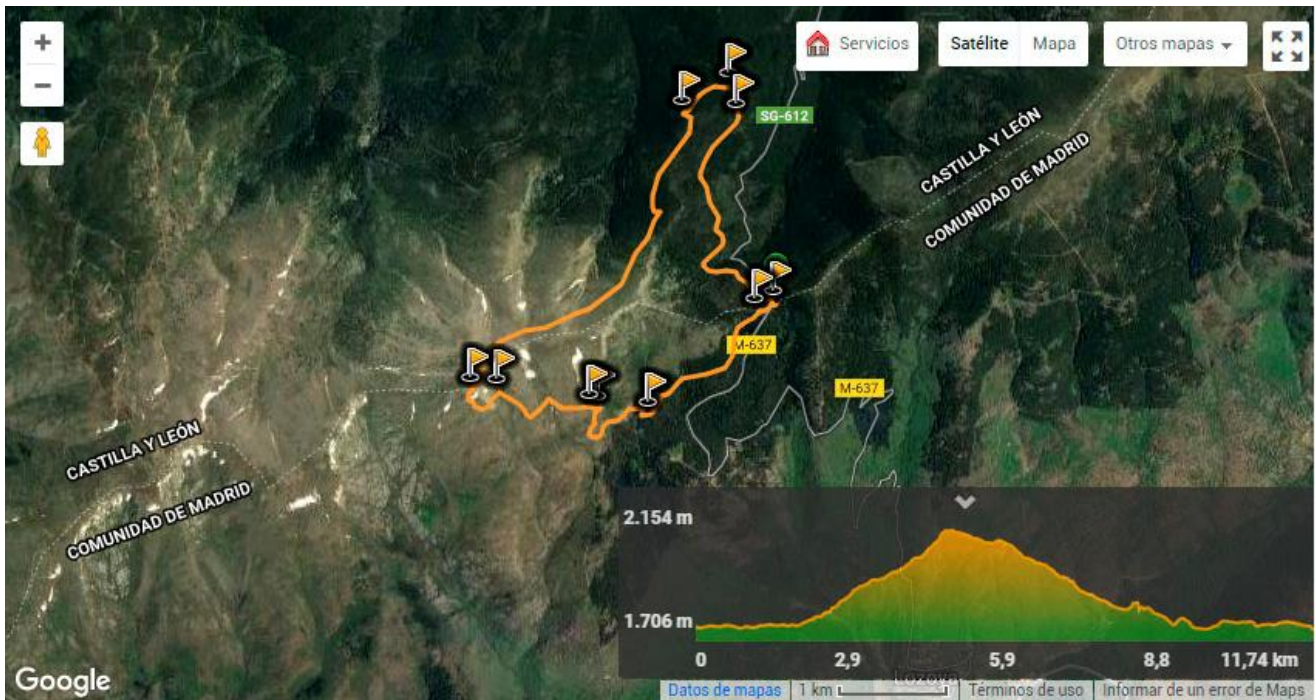 +
Servicios
Satélite Mapa
Otros mapas
−
SG-612
CASTILLA Y LEÓN
COMUNIDAD DE MADRID
M-637
M-637
CASTILLA Y LEÓN
COMUNIDAD DE MADRID
2.154 m
1.706 m
0 2,9 5,9 8,8 11,74 km
Lozoya
Google
Datos de mapas 1 km Términos de uso Informar de un error de Maps